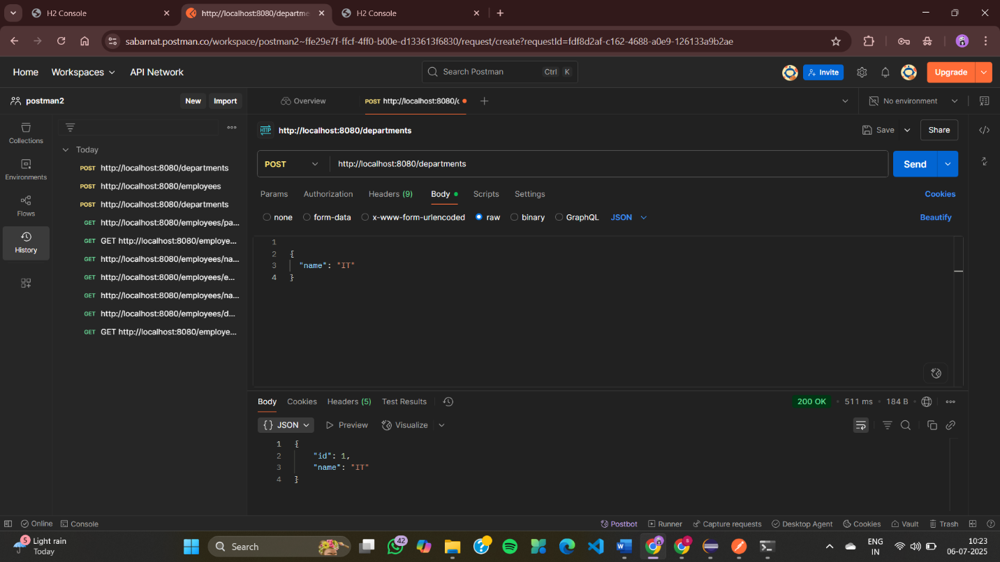 H2 Console
http://localhost:8080/departme
H2 Console
sabarnat.postman.co/workspace/postman2~ffe29e7f-ffcf-4ff0-b00e-d133613f6830/request/create?requestId=fdf8d2af-c162-4688-a0e9-126133a9b2ae
Home Workspaces API Network Search Postman Ctrl K Invite Upgrade
postman2 New Import Overview POST http://localhost:8080/c No environment
Collections
Environments
Flows
History
Today
POST http://localhost:8080/departments
POST http://localhost:8080/employees
POST http://localhost:8080/departments
GET http://localhost:8080/employees/pa...
GET GET http://localhost:8080/employe...
GET http://localhost:8080/employees/na...
GET http://localhost:8080/employees/e...
GET http://localhost:8080/employees/na...
GET http://localhost:8080/employees/d...
GET GET http://localhost:8080/employe...
HTTP http://localhost:8080/departments Save Share
POST http://localhost:8080/departments Send
Params Authorization Headers (9) Body Scripts Settings Cookies
none form-data x-www-form-urlencoded raw binary GraphQL JSON Beautify
1
2 {
3 "name": "IT"
4 }
Body Cookies Headers (5) Test Results 200 OK • 511 ms • 184 B
{} JSON Preview Visualize
1 {
2 "id": 1,
3 "name": "IT"
4 }
Online Console Postbot Runner Capture requests Desktop Agent Cookies Vault Trash
5 Light rain
Today
Search
42
S
ENG
IN
10:23
06-07-2025